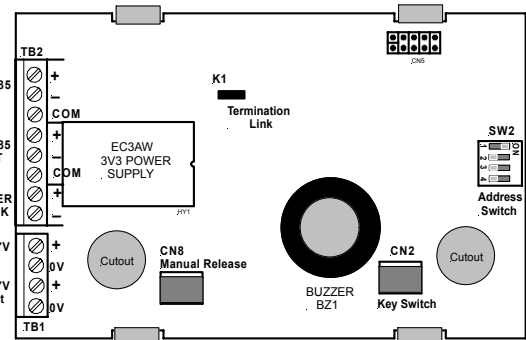 TB2
+
–
COM
+
–
COM
+
–
+
0V
+
0V
TB1
EC3AW
3V3 POWER
SUPPLY
HY1
K1
Termination
Link
CN5
SW2
ON
1
2
3
4
Address
Switch
Cutout
CN8
Manual Release
BUZZER
BZ1
CN2
Key Switch
Cutout